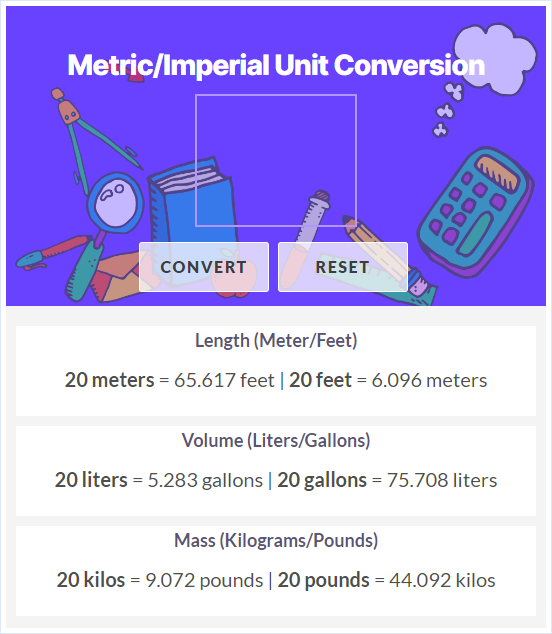 Metric/Imperial Unit Conversion
CONVERT RESET
Length (Meter/Feet)
20 meters = 65.617 feet | 20 feet = 6.096 meters
Volume (Liters/Gallons)
20 liters = 5.283 gallons | 20 gallons = 75.708 liters
Mass (Kilograms/Pounds)
20 kilos = 9.072 pounds | 20 pounds = 44.092 kilos